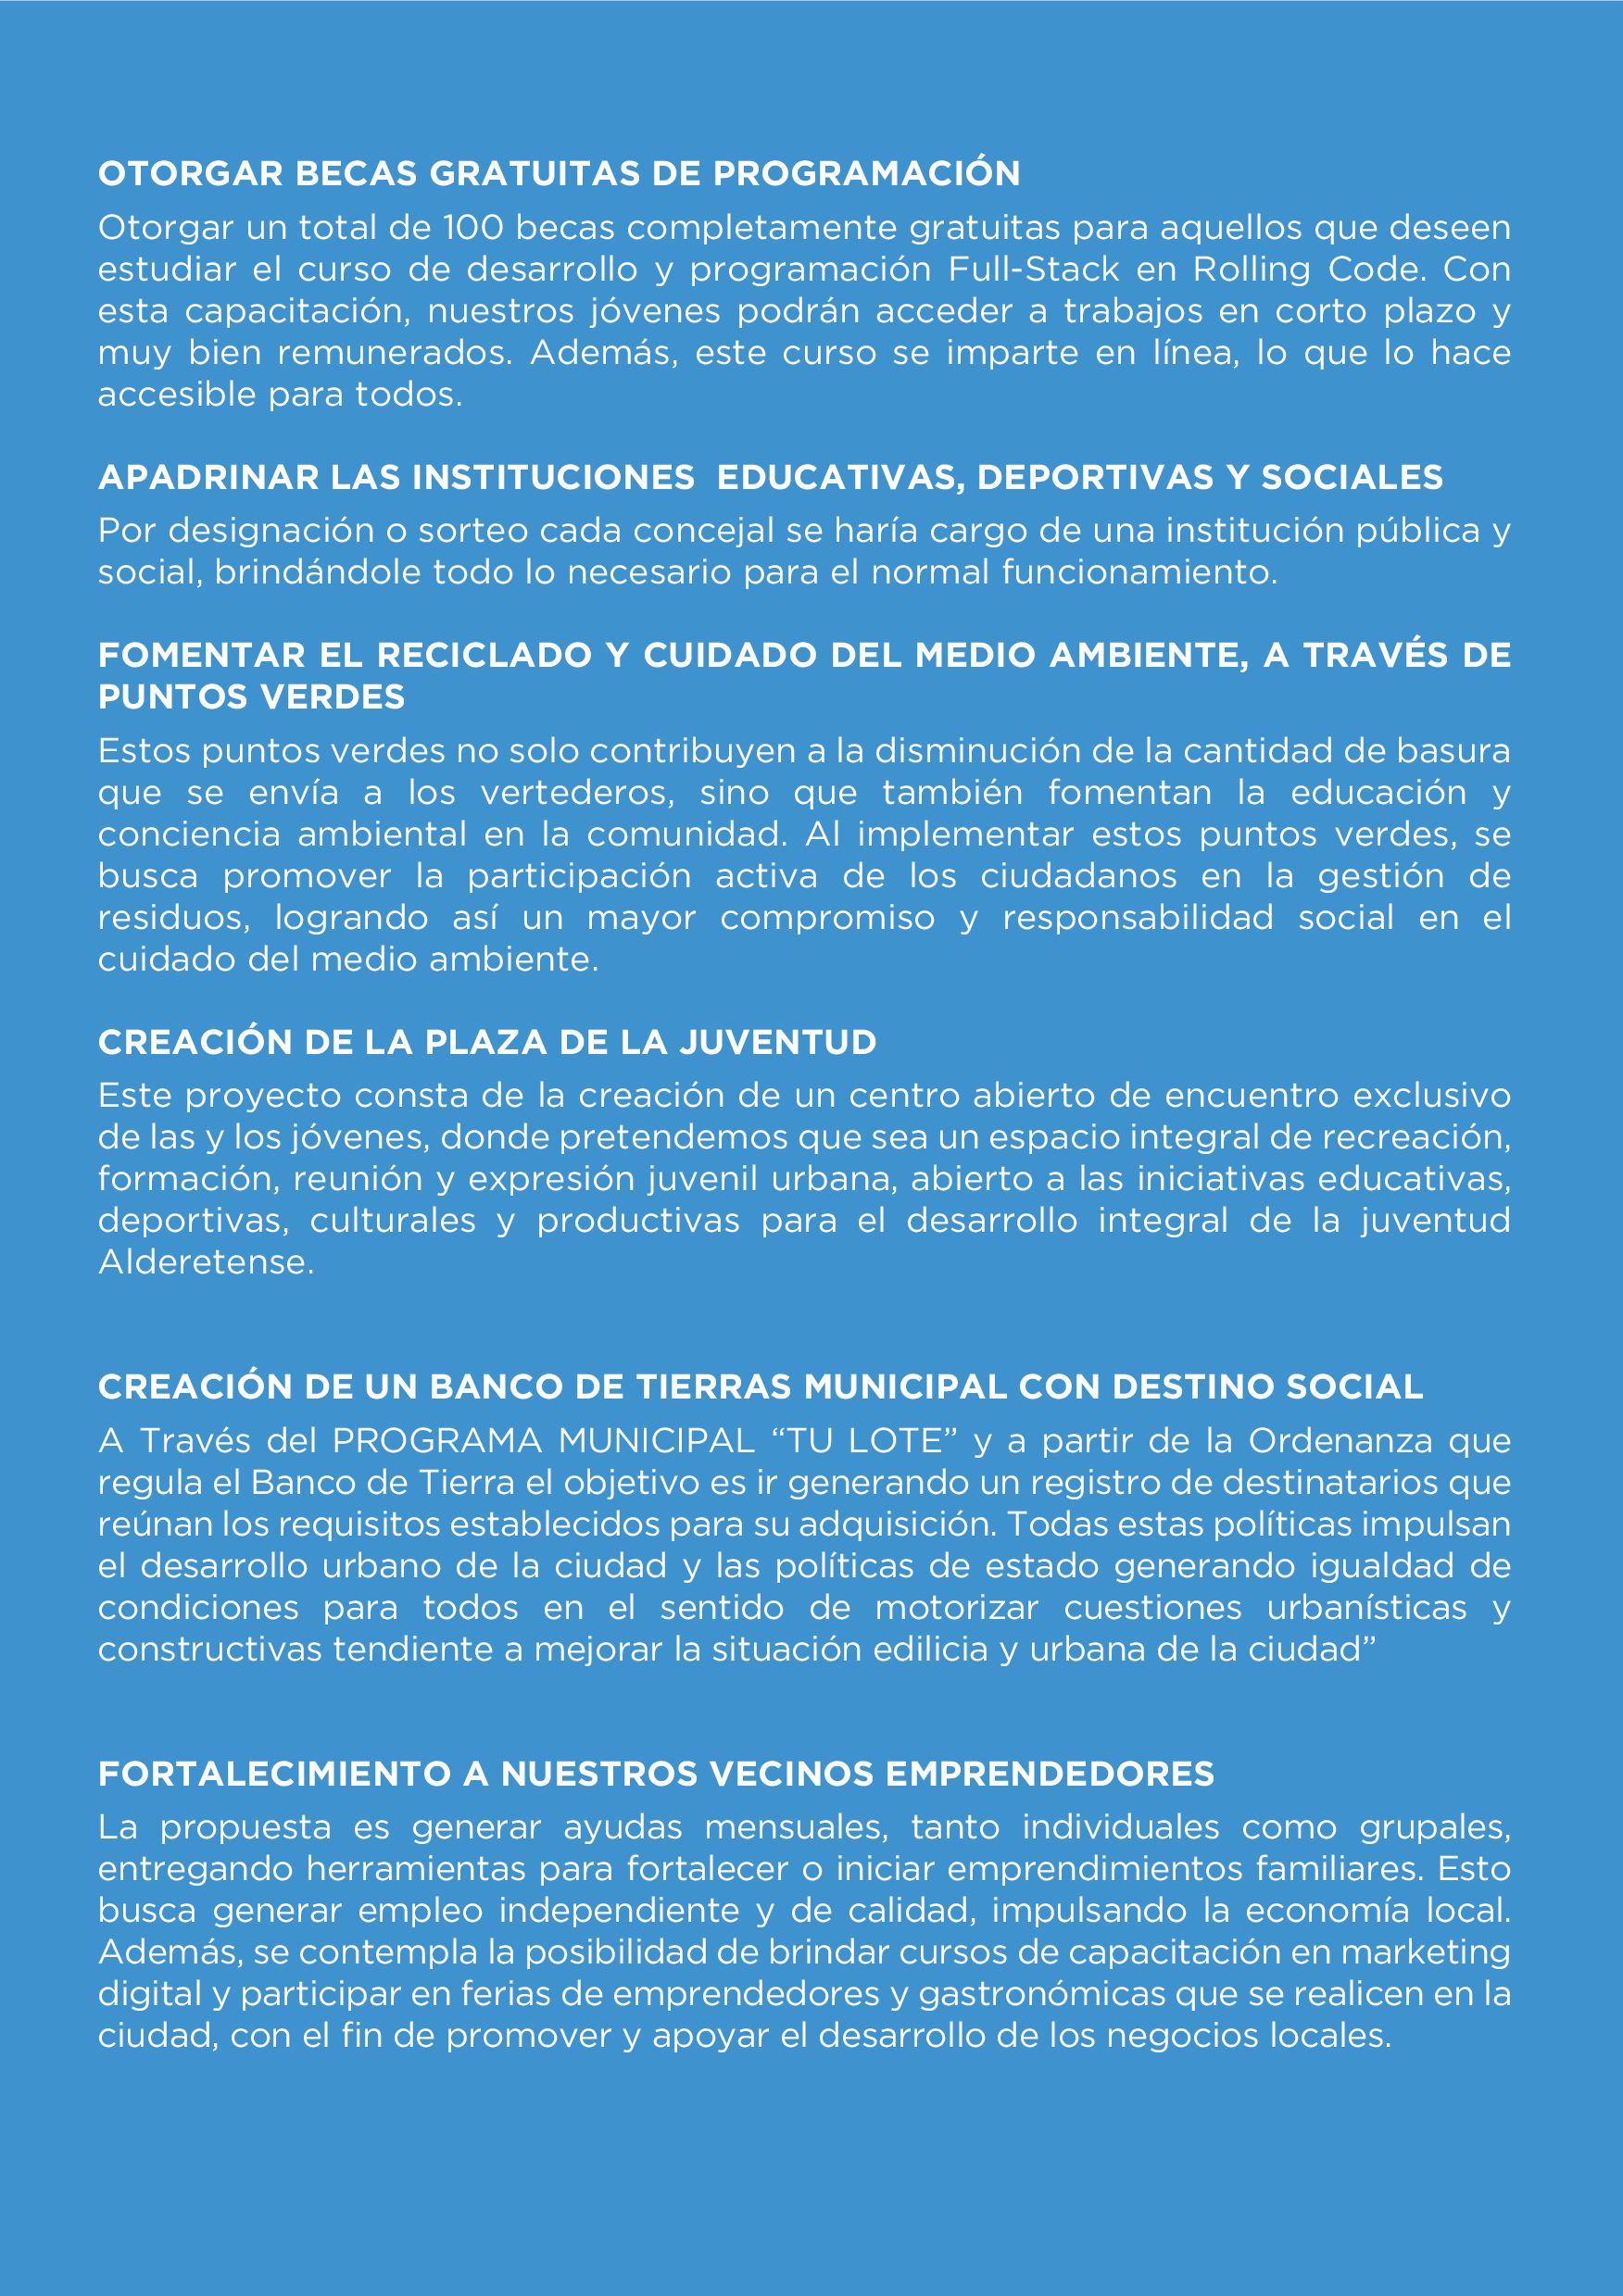 OTORGAR BECAS GRATUITAS DE PROGRAMACIÓN
Otorgar un total de 100 becas completamente gratuitas para aquellos que deseen
estudiar el curso de desarrollo y programación Full-Stack en Rolling Code. Con
esta capacitación, nuestros jóvenes podrán acceder a trabajos en corto plazo y
muy bien remunerados. Además, este curso se imparte en línea, lo que lo hace
accesible para todos.
APADRINAR LAS INSTITUCIONES  EDUCATIVAS, DEPORTIVAS Y SOCIALES
Por designación o sorteo cada concejal se haría cargo de una institución pública y
social, brindándole todo lo necesario para el normal funcionamiento.
FOMENTAR EL RECICLADO Y CUIDADO DEL MEDIO AMBIENTE, A TRAVÉS DE
PUNTOS VERDES
Estos puntos verdes no solo contribuyen a la disminución de la cantidad de basura
que se envía a los vertederos, sino que también fomentan la educación y
conciencia ambiental en la comunidad. Al implementar estos puntos verdes, se
busca promover la participación activa de los ciudadanos en la gestión de
residuos, logrando así un mayor compromiso y responsabilidad social en el
cuidado del medio ambiente.
CREACIÓN DE LA PLAZA DE LA JUVENTUD
Este proyecto consta de la creación de un centro abierto de encuentro exclusivo
de las y los jóvenes, donde pretendemos que sea un espacio integral de recreación,
formación, reunión y expresión juvenil urbana, abierto a las iniciativas educativas,
deportivas, culturales y productivas para el desarrollo integral de la juventud
Alderetense.
CREACIÓN DE UN BANCO DE TIERRAS MUNICIPAL CON DESTINO SOCIAL
A Través del PROGRAMA MUNICIPAL “TU LOTE” y a partir de la Ordenanza que
regula el Banco de Tierra el objetivo es ir generando un registro de destinatarios que
reúnan los requisitos establecidos para su adquisición. Todas estas políticas impulsan
el desarrollo urbano de la ciudad y las políticas de estado generando igualdad de
condiciones para todos en el sentido de motorizar cuestiones urbanísticas y
constructivas tendiente a mejorar la situación edilicia y urbana de la ciudad”
FORTALECIMIENTO A NUESTROS VECINOS EMPRENDEDORES
La propuesta es generar ayudas mensuales, tanto individuales como grupales,
entregando herramientas para fortalecer o iniciar emprendimientos familiares. Esto
busca generar empleo independiente y de calidad, impulsando la economía local.
Además, se contempla la posibilidad de brindar cursos de capacitación en marketing
digital y participar en ferias de emprendedores y gastronómicas que se realicen en la
ciudad, con el fin de promover y apoyar el desarrollo de los negocios locales.